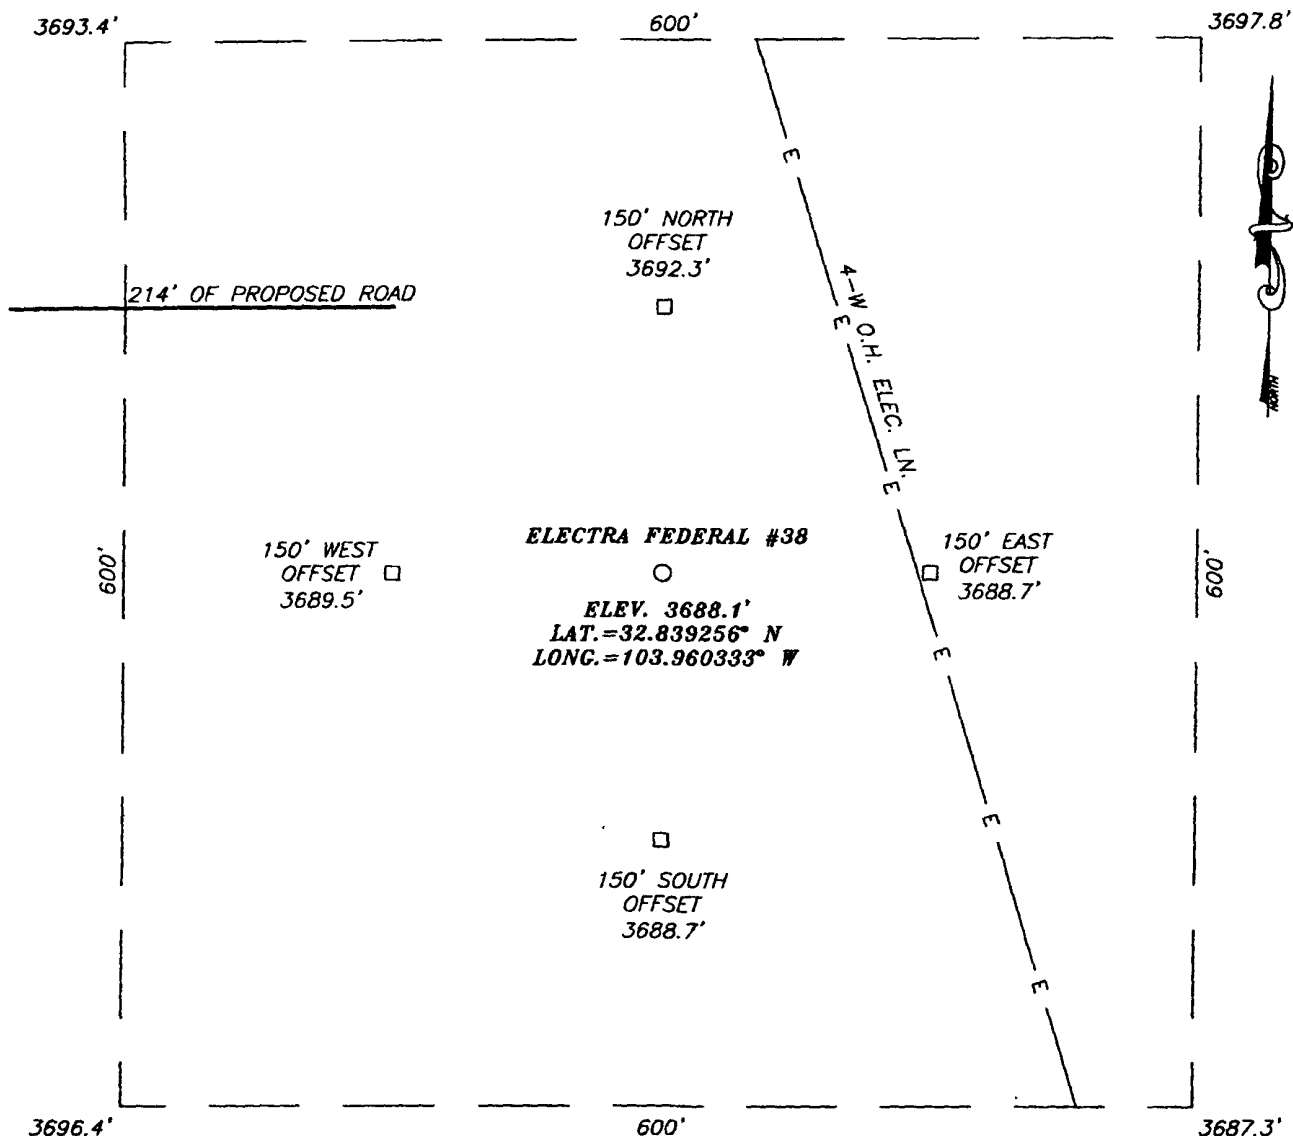 3693.4'
600'
3697.8'
150' NORTH
OFFSET
3692.3'
214' OF PROPOSED ROAD
E
E
4-W O.H. ELEC. LN.
E
E
E
E
NORTH
600'
150' WEST
OFFSET
3689.5'
ELECTRA FEDERAL #38
ELEV. 3688.1'
LAT.=32.839256° N
LONG.=103.960333° W
150' EAST
OFFSET
3688.7'
600'
150' SOUTH
OFFSET
3688.7'
3696.4'
600'
3687.3'